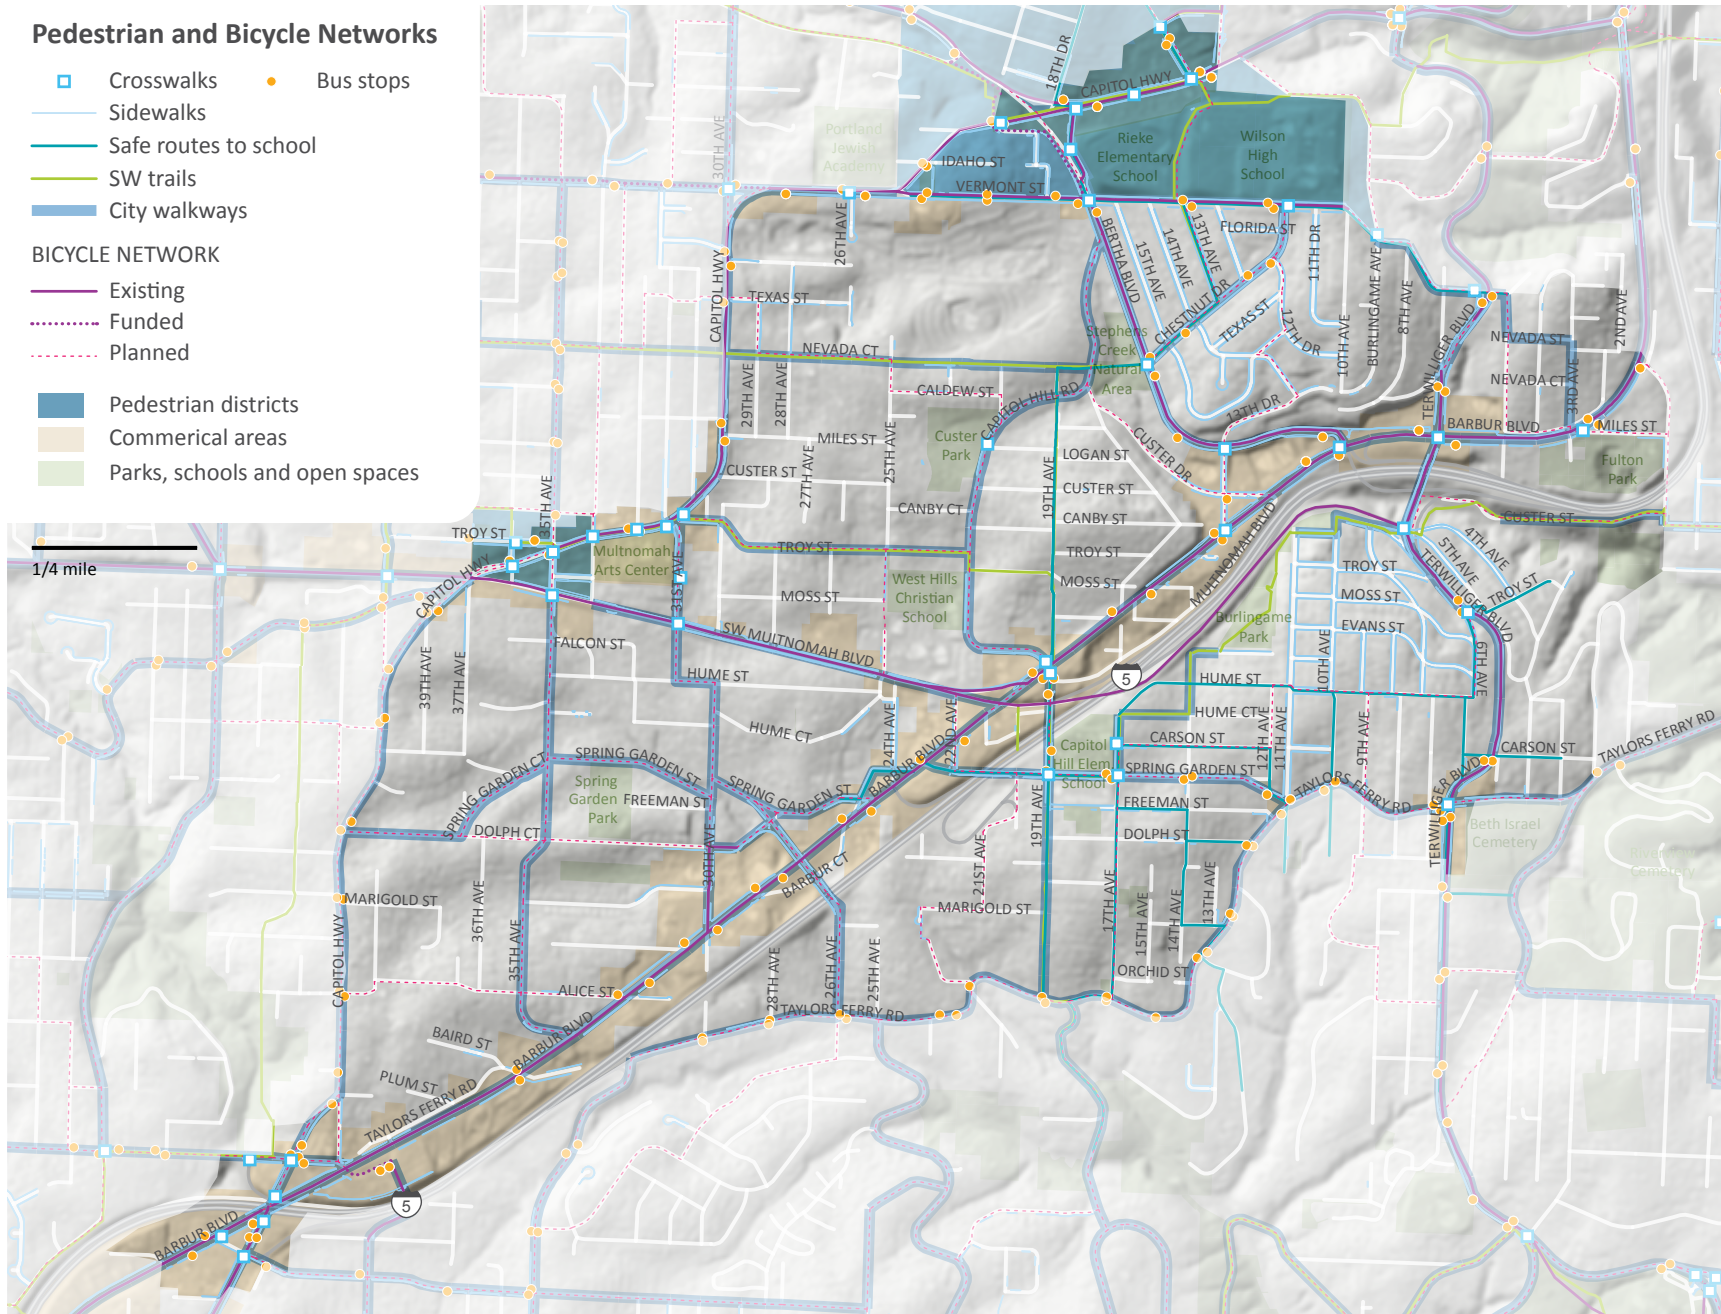 Pedestrian and Bicycle Networks
Crosswalks
Bus stops
Sidewalks
Safe routes to school
SW trails
City walkways
BICYCLE NETWORK
Existing
Funded
Planned
Pedestrian districts
Commerical areas
Parks, schools and open spaces
1/4 mile
18TH DR
CAPITOL HWY
30TH AVE
Portland
Jewish
Academy
Rieke
Elementary
School
Wilson
High
School
IDAHO ST
VERMONT ST
26TH AVE
BERTHA BLVD
15TH AVE
14TH AVE
13TH AVE
FLORIDA ST
11TH DR
CAPITOL HWY
TEXAS ST
CHESTNUT DR
TEXAS ST
12TH DR
10TH AVE
BURLINGAME AVE
8TH AVE
TERWILLIGER BLVD
NEVADA ST
2ND AVE
NEVADA CT
Stephens
Creek
Natural
Area
29TH AVE
28TH AVE
CALDEW ST
CAPITOL HILL RD
NEVADA CT
3RD AVE
13TH DR
BARBUR BLVD
MILES ST
MILES ST
Custer
Park
25TH AVE
CUSTER DR
LOGAN ST
Fulton
Park
CUSTER ST
27TH AVE
19TH AVE
CUSTER ST
35TH AVE
CANBY CT
CANBY ST
CUSTER ST
TROY ST
Multnomah
Arts Center
TROY ST
TROY ST
MULTNOMAH BLVD
4TH AVE
5TH AVE
TERWILLIGER BLVD
TROY ST
TROY ST
CAPITOL HWY
31ST AVE
MOSS ST
West Hills
Christian
School
MOSS ST
MOSS ST
Burlingame
Park
EVANS ST
FALCON ST
SW MULTNOMAH BLVD
39TH AVE
37TH AVE
HUME ST
5
HUME ST
10TH AVE
6TH AVE
HUME CT
24TH AVE
22ND AVE
HUME CT
12TH AVE
11TH AVE
9TH AVE
CARSON ST
CARSON ST
TAYLORS FERRY RD
Capitol
Hill Elem.
School
SPRING GARDEN CT
SPRING GARDEN ST
SPRING GARDEN ST
BARBUR BLVD
SPRING GARDEN ST
TAYLORS FERRY RD
TERWILLIGER BLVD
Spring
Garden
Park
FREEMAN ST
FREEMAN ST
DOLPH CT
DOLPH ST
19TH AVE
TERWILLIGER BLVD
Beth Israel
Cemetery
Cemetery
30TH AVE
BARBUR CT
21ST AVE
MARIGOLD ST
MARIGOLD ST
36TH AVE
35TH AVE
17TH AVE
15TH AVE
14TH AVE
13TH AVE
CAPITOL HWY
28TH AVE
26TH AVE
25TH AVE
ORCHID ST
ALICE ST
TAYLORS FERRY RD
BAIRD ST
BARBUR BLVD
PLUM ST
TAYLORS FERRY RD
5
BARBUR BLVD